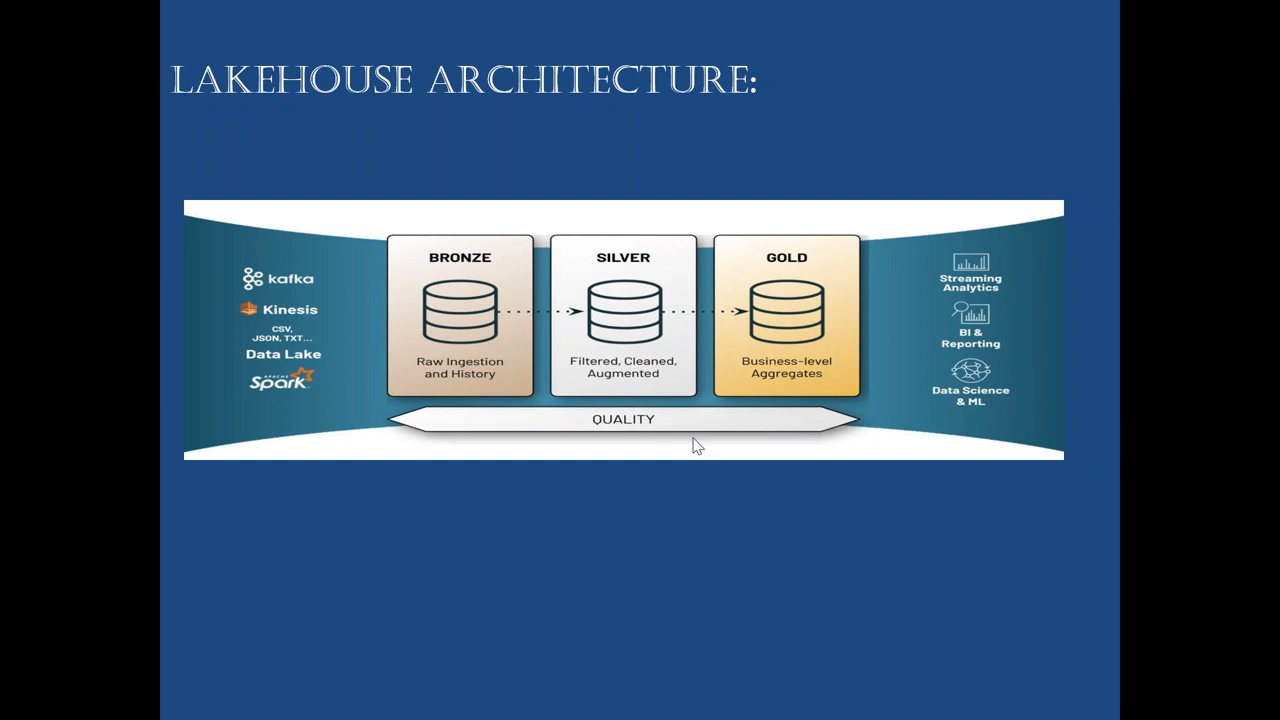 LAKEHOUSE ARCHITECTURE:
kafka
Kinesis
CSV,
JSON, TXT...
Data Lake
APACHE
Spark
BRONZE
Raw Ingestion
and History
SILVER
Filtered, Cleaned,
Augmented
GOLD
Business-level
Aggregates
QUALITY
Streaming
Analytics
BI &
Reporting
Data Science
& ML